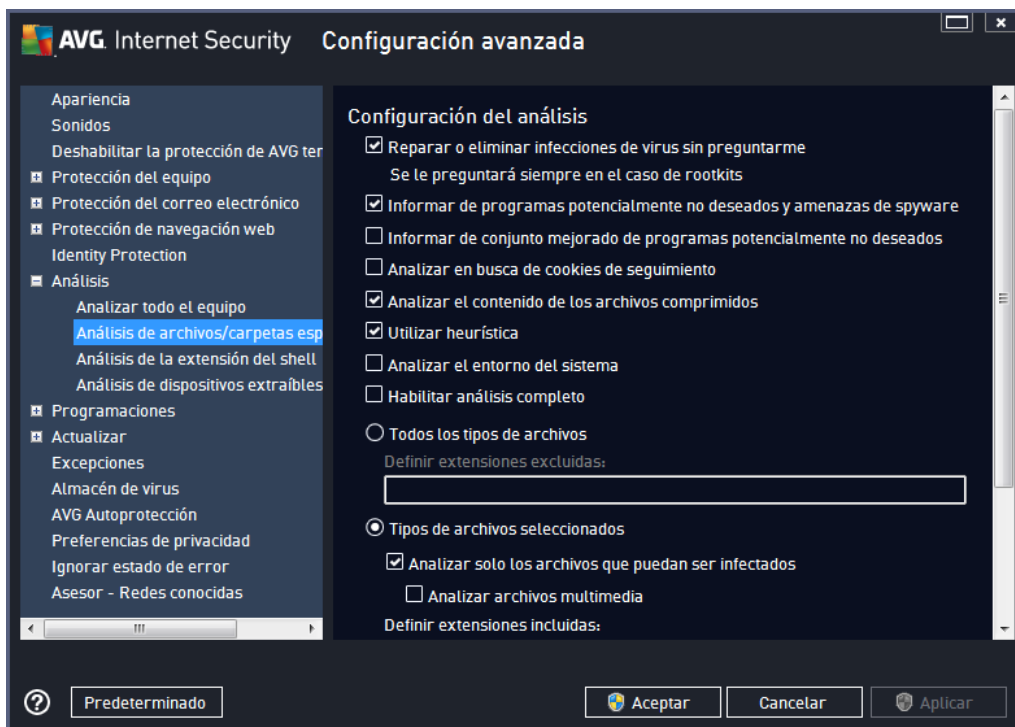 AVG. Internet Security Configuración avanzada
Apariencia
Sonidos
Deshabilitar la protección de AVG ter
Protección del equipo
Protección del correo electrónico
Protección de navegación web
Identity Protection
Análisis
Analizar todo el equipo
Análisis de archivos/carpetas esp
Análisis de la extensión del shell
Análisis de dispositivos extraíbles
Programaciones
Actualizar
Excepciones
Almacén de virus
AVG Autoprotección
Preferencias de privacidad
Ignorar estado de error
Asesor - Redes conocidas
Configuración del análisis
Reparar o eliminar infecciones de virus sin preguntarme
Se le preguntará siempre en el caso de rootkits
Informar de programas potencialmente no deseados y amenazas de spyware
Informar de conjunto mejorado de programas potencialmente no deseados
Analizar en busca de cookies de seguimiento
Analizar el contenido de los archivos comprimidos
Utilizar heurística
Analizar el entorno del sistema
Habilitar análisis completo
Todos los tipos de archivos
Definir extensiones excluidas:
Tipos de archivos seleccionados
Analizar solo los archivos que puedan ser infectados
Analizar archivos multimedia
Definir extensiones incluidas:
Predeterminado
Aceptar
Cancelar
Aplicar